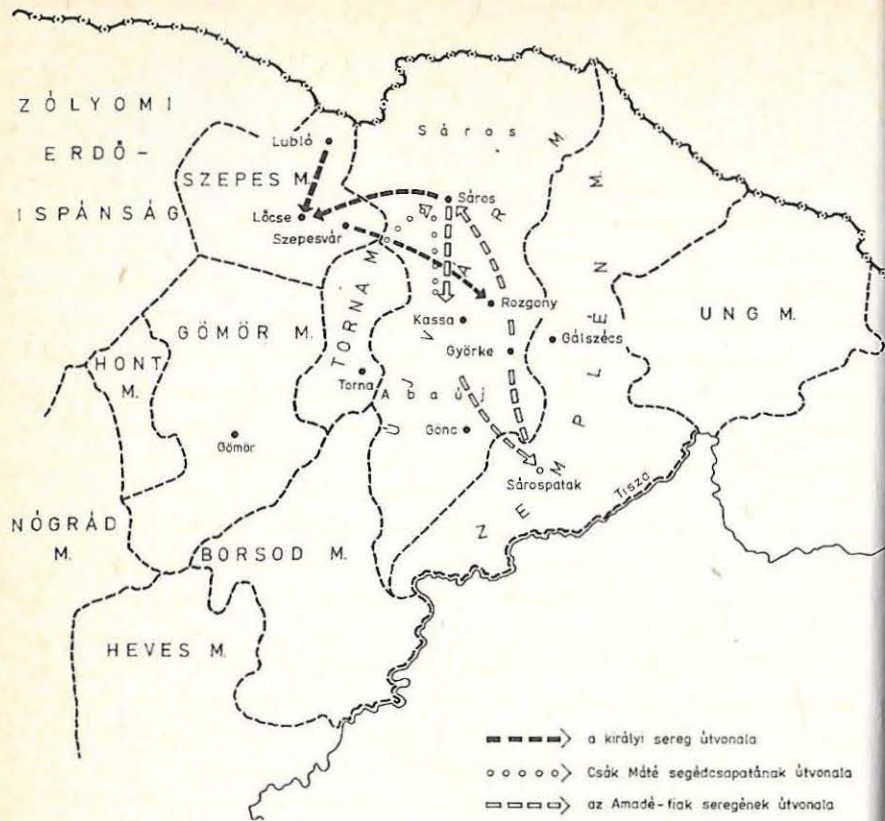 ZÓLYOMI
ERDŐ-
ISPÁNSÁG
Sáros
Lubló
SZEPES M.
Lőcse
Szepesvár
Sáros
ÚJVÁR M.
ZEMPLÉN M.
TORNA M.
Rozgony
Kassa
Györke
Gálszécs
UNG M.
GÖMÖR M.
HONT
M.
Torna
Abaúj
Gömör
Gönc
Sárospatak
Tisza
NÓGRÁD
M.
BORSOD M.
HEVES M.
a királyi sereg útvonala
Csák Máté segédcsapatának útvonala
az Amadé-fiak seregének útvonala